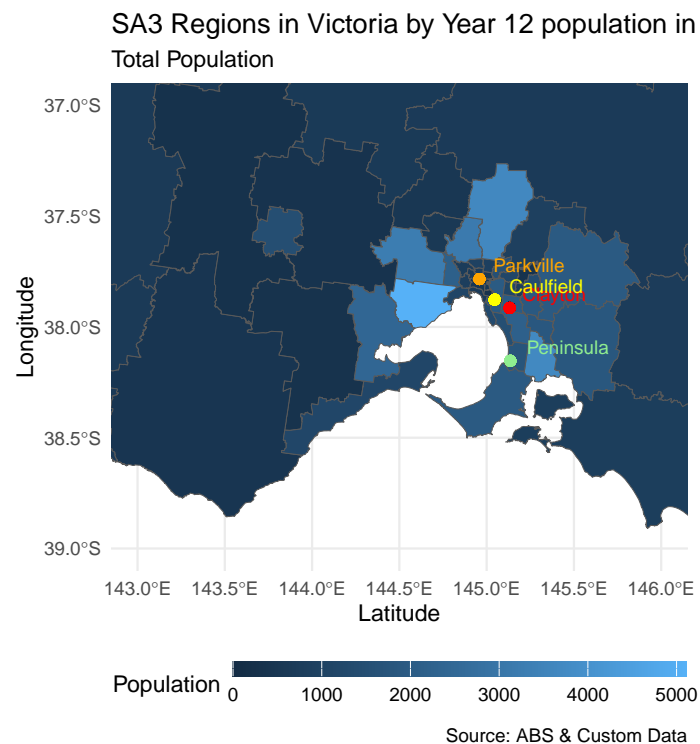 SA3 Regions in Victoria by Year 12 population in
Total Population
37.0°S
37.5°S
38.0°S
38.5°S
39.0°S
Longitude
Parkville
Caulfield
Clayton
Peninsula
143.0°E 143.5°E 144.0°E 144.5°E 145.0°E 145.5°E 146.0°E
Latitude
Population
0 1000 2000 3000 4000 5000
Source: ABS & Custom Data